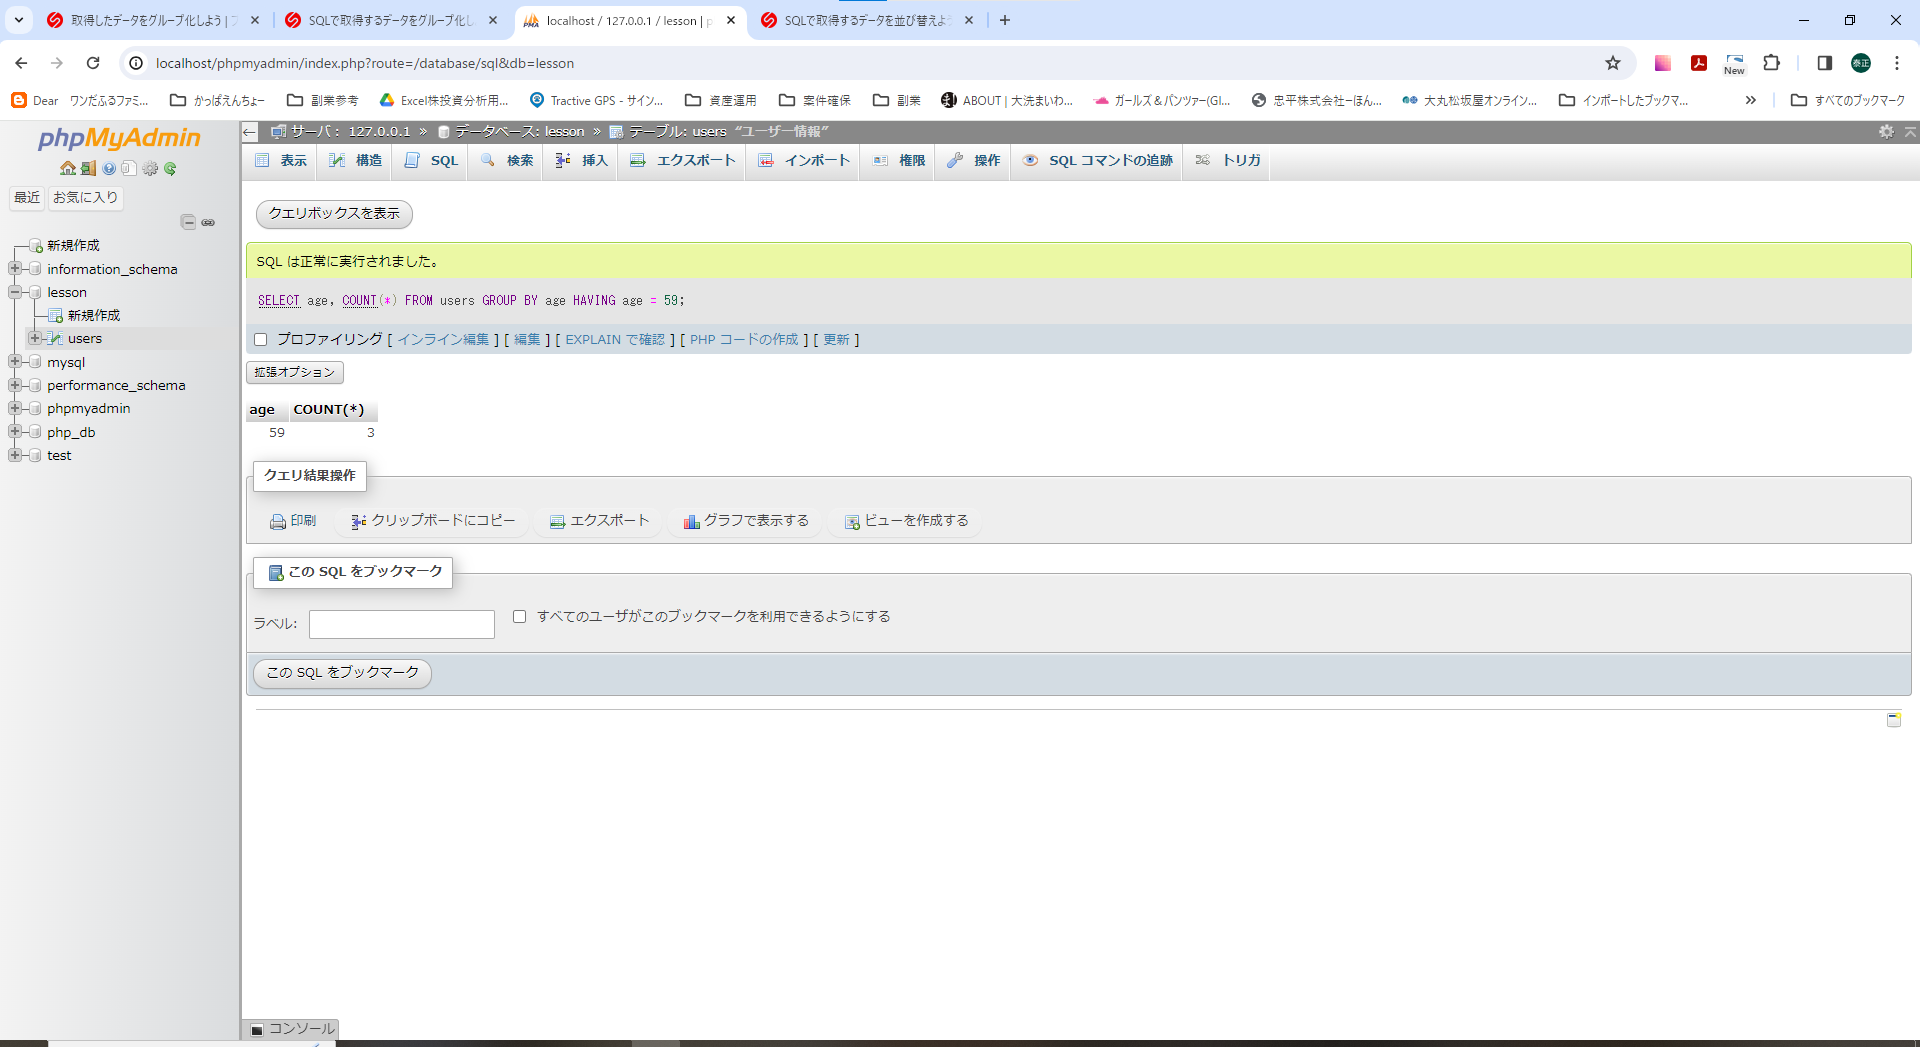 取得したデータをグループ化しよう | フ
SQLで取得するデータをグループ化し
localhost / 127.0.0.1 / lesson | p
SQLで取得するデータを並び替えよう
localhost/phpmyadmin/index.php?route=/database/sql&db=lesson
New
泰正
Dear ワンだふるファミ...
かっぱえんちょー
副業参考
Excel株投資分析用...
Tractive GPS - サイン...
資産運用
案件確保
副業
ABOUT | 大洗まいわ...
ガールズ＆パンツァー(GI...
忠平株式会社ーほん...
大丸松坂屋オンライン...
インポートしたブックマ...
»
すべてのブックマーク
phpMyAdmin
最近
お気に入り
新規作成
information_schema
lesson
新規作成
users
mysql
performance_schema
phpmyadmin
php_db
test
サーバ: 127.0.0.1 » データベース: lesson » テーブル: users “ユーザー情報”
表示
構造
SQL
検索
挿入
エクスポート
インポート
権限
操作
SQL コマンドの追跡
トリガ
クエリボックスを表示
SQL は正常に実行されました。
SELECT age, COUNT(*) FROM users GROUP BY age HAVING age = 59;
プロファイリング [ インライン編集 ] [ 編集 ] [ EXPLAIN で確認 ] [ PHP コードの作成 ] [ 更新 ]
拡張オプション
age COUNT(*)
59 3
クエリ結果操作
印刷
クリップボードにコピー
エクスポート
グラフで表示する
ビューを作成する
この SQL をブックマーク
ラベル:
すべてのユーザがこのブックマークを利用できるようにする
この SQL をブックマーク
コンソール